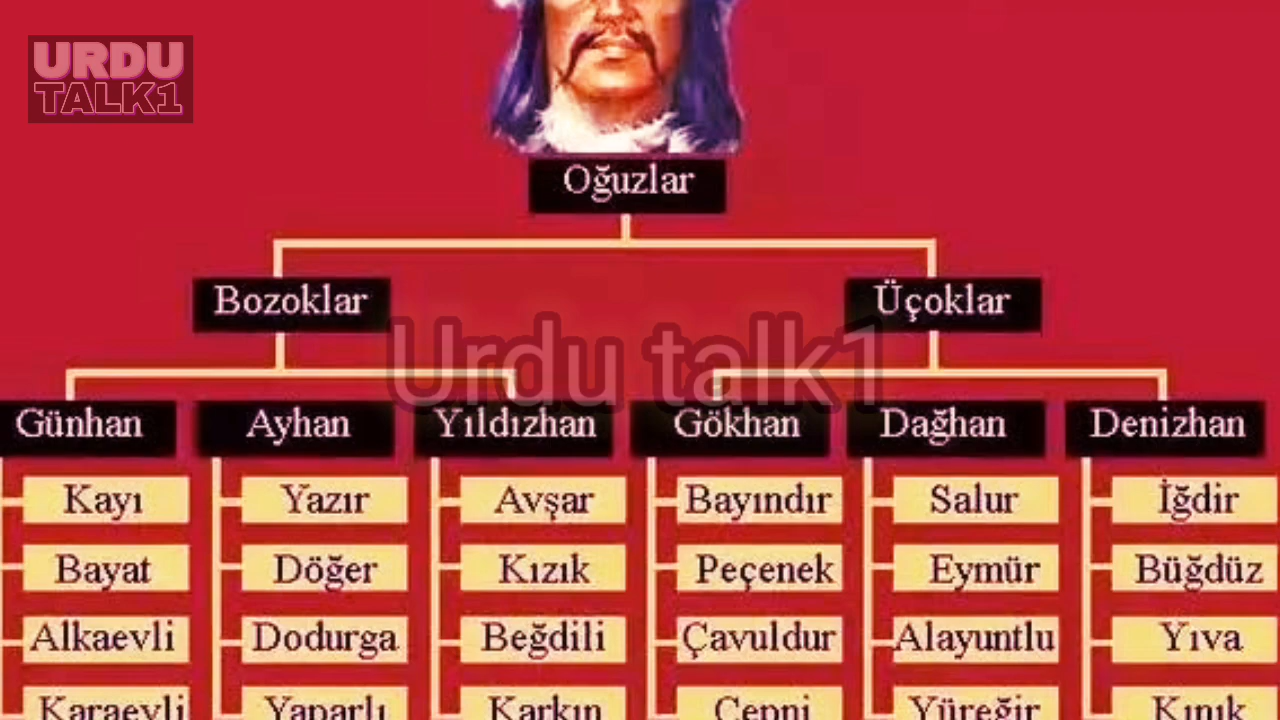 URDU
TALK1
Oğuzlar
Bozoklar
Üçoklar
Urdu talk1
Günhan
Ayhan
Yıldızhan
Gökhan
Dağhan
Denizhan
Kayı
Yazır
Avşar
Bayındır
Salur
İğdir
Bayat
Döğer
Kızık
Peçenek
Eymür
Büğdüz
Alkaevli
Dodurga
Beğdili
Çavuldur
Alayuntlu
Yıva
Karaevli
Yaparlı
Karkın
Çepni
Yüreğir
Kınık